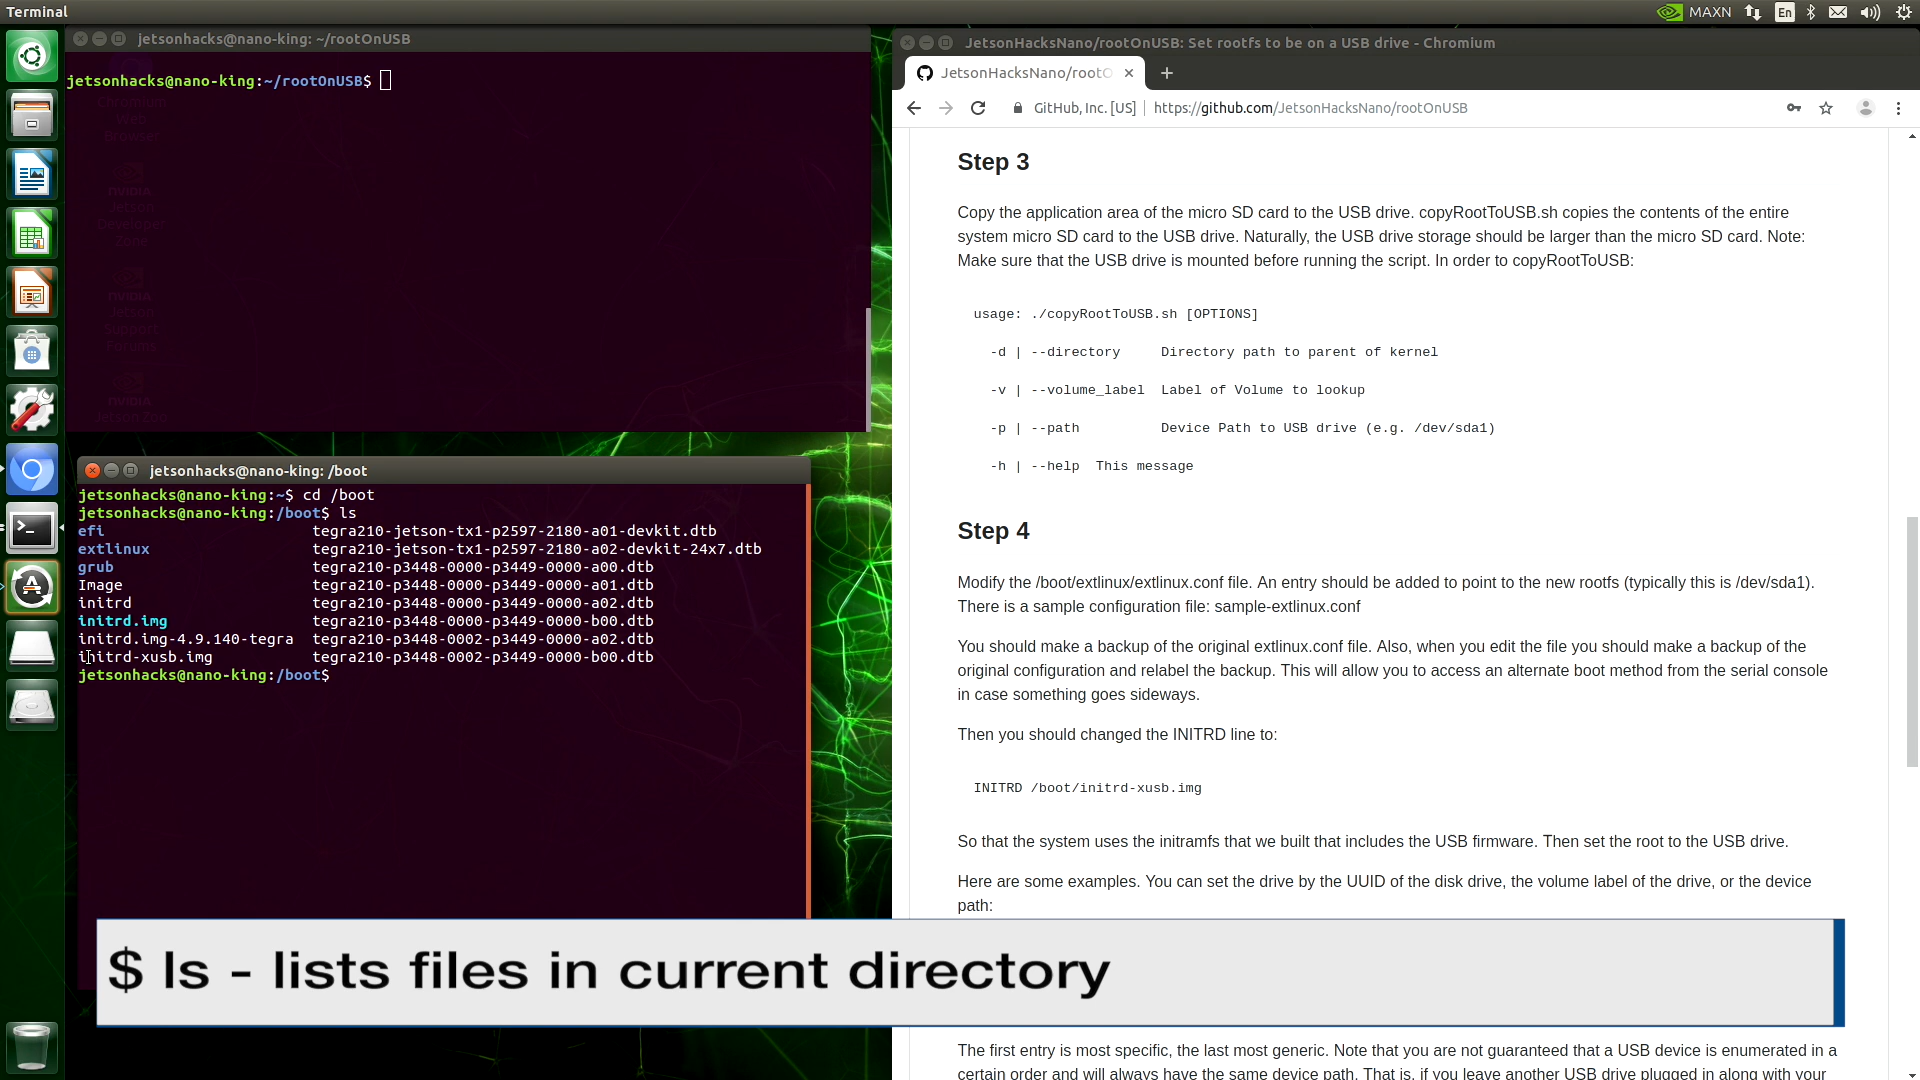 Terminal
MAXN
En
jetsonhacks@nano-king: ~/rootOnUSB
jetsonhacks@nano-king:~/rootOnUSB$
Chromium
Web
Browser
NVIDIA
Jetson
Developer
Zone
NVIDIA
Jetson
Support
Forums
NVIDIA
Jetson Zoo
jetsonhacks@nano-king: /boot
jetsonhacks@nano-king:~$ cd /boot
jetsonhacks@nano-king:/boot$ ls
efi tegra210-jetson-tx1-p2597-2180-a01-devkit.dtb
extlinux tegra210-jetson-tx1-p2597-2180-a02-devkit-24x7.dtb
grub tegra210-p3448-0000-p3449-0000-a00.dtb
Image tegra210-p3448-0000-p3449-0000-a01.dtb
initrd tegra210-p3448-0000-p3449-0000-a02.dtb
initrd.img tegra210-p3448-0000-p3449-0000-b00.dtb
initrd.img-4.9.140-tegra tegra210-p3448-0002-p3449-0000-a02.dtb
initrd-xusb.img tegra210-p3448-0002-p3449-0000-b00.dtb
jetsonhacks@nano-king:/boot$
JetsonHacksNano/rootOnUSB: Set rootfs to be on a USB drive - Chromium
JetsonHacksNano/rootO
GitHub, Inc. [US] https://github.com/JetsonHacksNano/rootOnUSB
Step 3
Copy the application area of the micro SD card to the USB drive. copyRootToUSB.sh copies the contents of the entire
system micro SD card to the USB drive. Naturally, the USB drive storage should be larger than the micro SD card. Note:
Make sure that the USB drive is mounted before running the script. In order to copyRootToUSB:
usage: ./copyRootToUSB.sh [OPTIONS]
-d | --directory Directory path to parent of kernel
-v | --volume_label Label of Volume to lookup
-p | --path Device Path to USB drive (e.g. /dev/sda1)
-h | --help This message
Step 4
Modify the /boot/extlinux/extlinux.conf file. An entry should be added to point to the new rootfs (typically this is /dev/sda1).
There is a sample configuration file: sample-extlinux.conf
You should make a backup of the original extlinux.conf file. Also, when you edit the file you should make a backup of the
original configuration and relabel the backup. This will allow you to access an alternate boot method from the serial console
in case something goes sideways.
Then you should changed the INITRD line to:
INITRD /boot/initrd-xusb.img
So that the system uses the initramfs that we built that includes the USB firmware. Then set the root to the USB drive.
Here are some examples. You can set the drive by the UUID of the disk drive, the volume label of the drive, or the device
path:
$ ls - lists files in current directory
The first entry is most specific, the last most generic. Note that you are not guaranteed that a USB device is enumerated in a
certain order and will always have the same device path. That is, if you leave another USB drive plugged in along with your